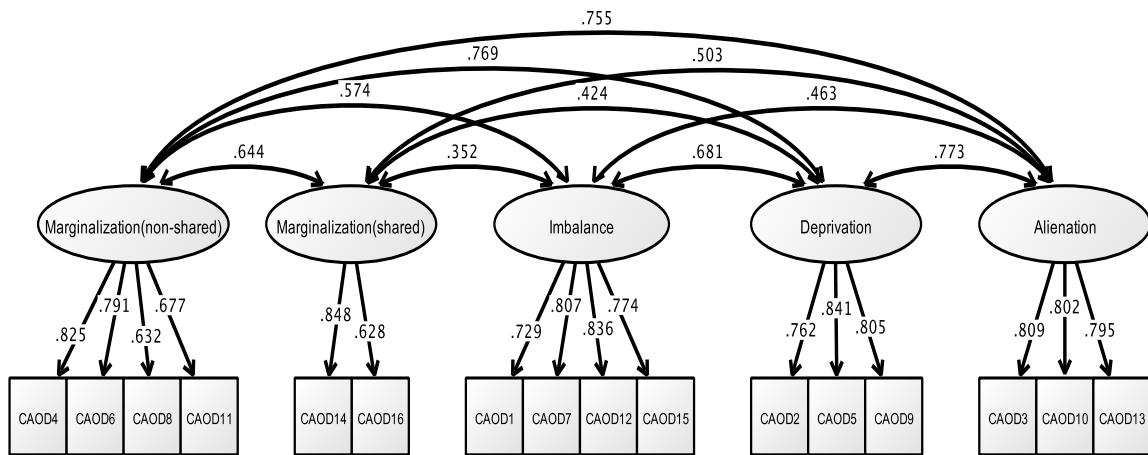 .755
.769
.503
.574
.424
.463
.644
.352
.681
.773
Marginalization(non-shared)
Marginalization(shared)
Imbalance
Deprivation
Alienation
.825
.791
.632
.677
.848
.628
.729
.807
.836
.774
.762
.841
.805
.809
.802
.795
CAOD4
CAOD6
CAOD8
CAOD11
CAOD14
CAOD16
CAOD1
CAOD7
CAOD12
CAOD15
CAOD2
CAOD5
CAOD9
CAOD3
CAOD10
CAOD13